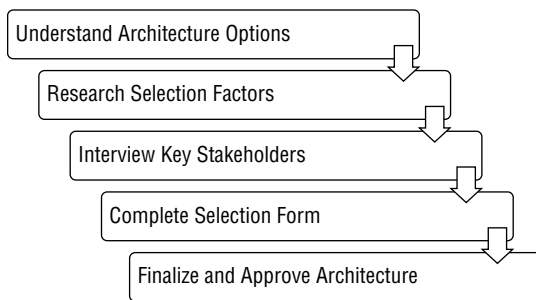 Understand Architecture Options
Research Selection Factors
Interview Key Stakeholders
Complete Selection Form
Finalize and Approve Architecture